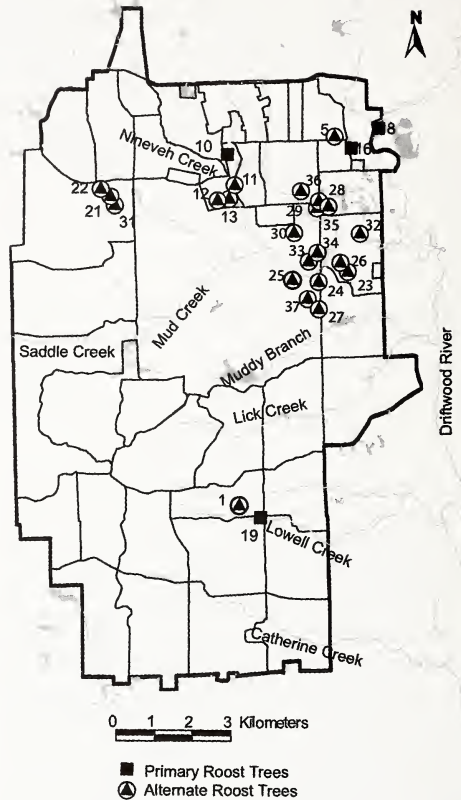 N
5
8
16
Nineveh Creek
10
11
12
13
22
21
31
36
28
29
35
30
32
34
33
26
25
24
23
37
27
Mud Creek
Saddle Creek
Muddy Branch
Driftwood River
Lick Creek
1
19
Lowell Creek
Catherine Creek
0 1 2 3 Kilometers
Primary Roost Trees
Alternate Roost Trees